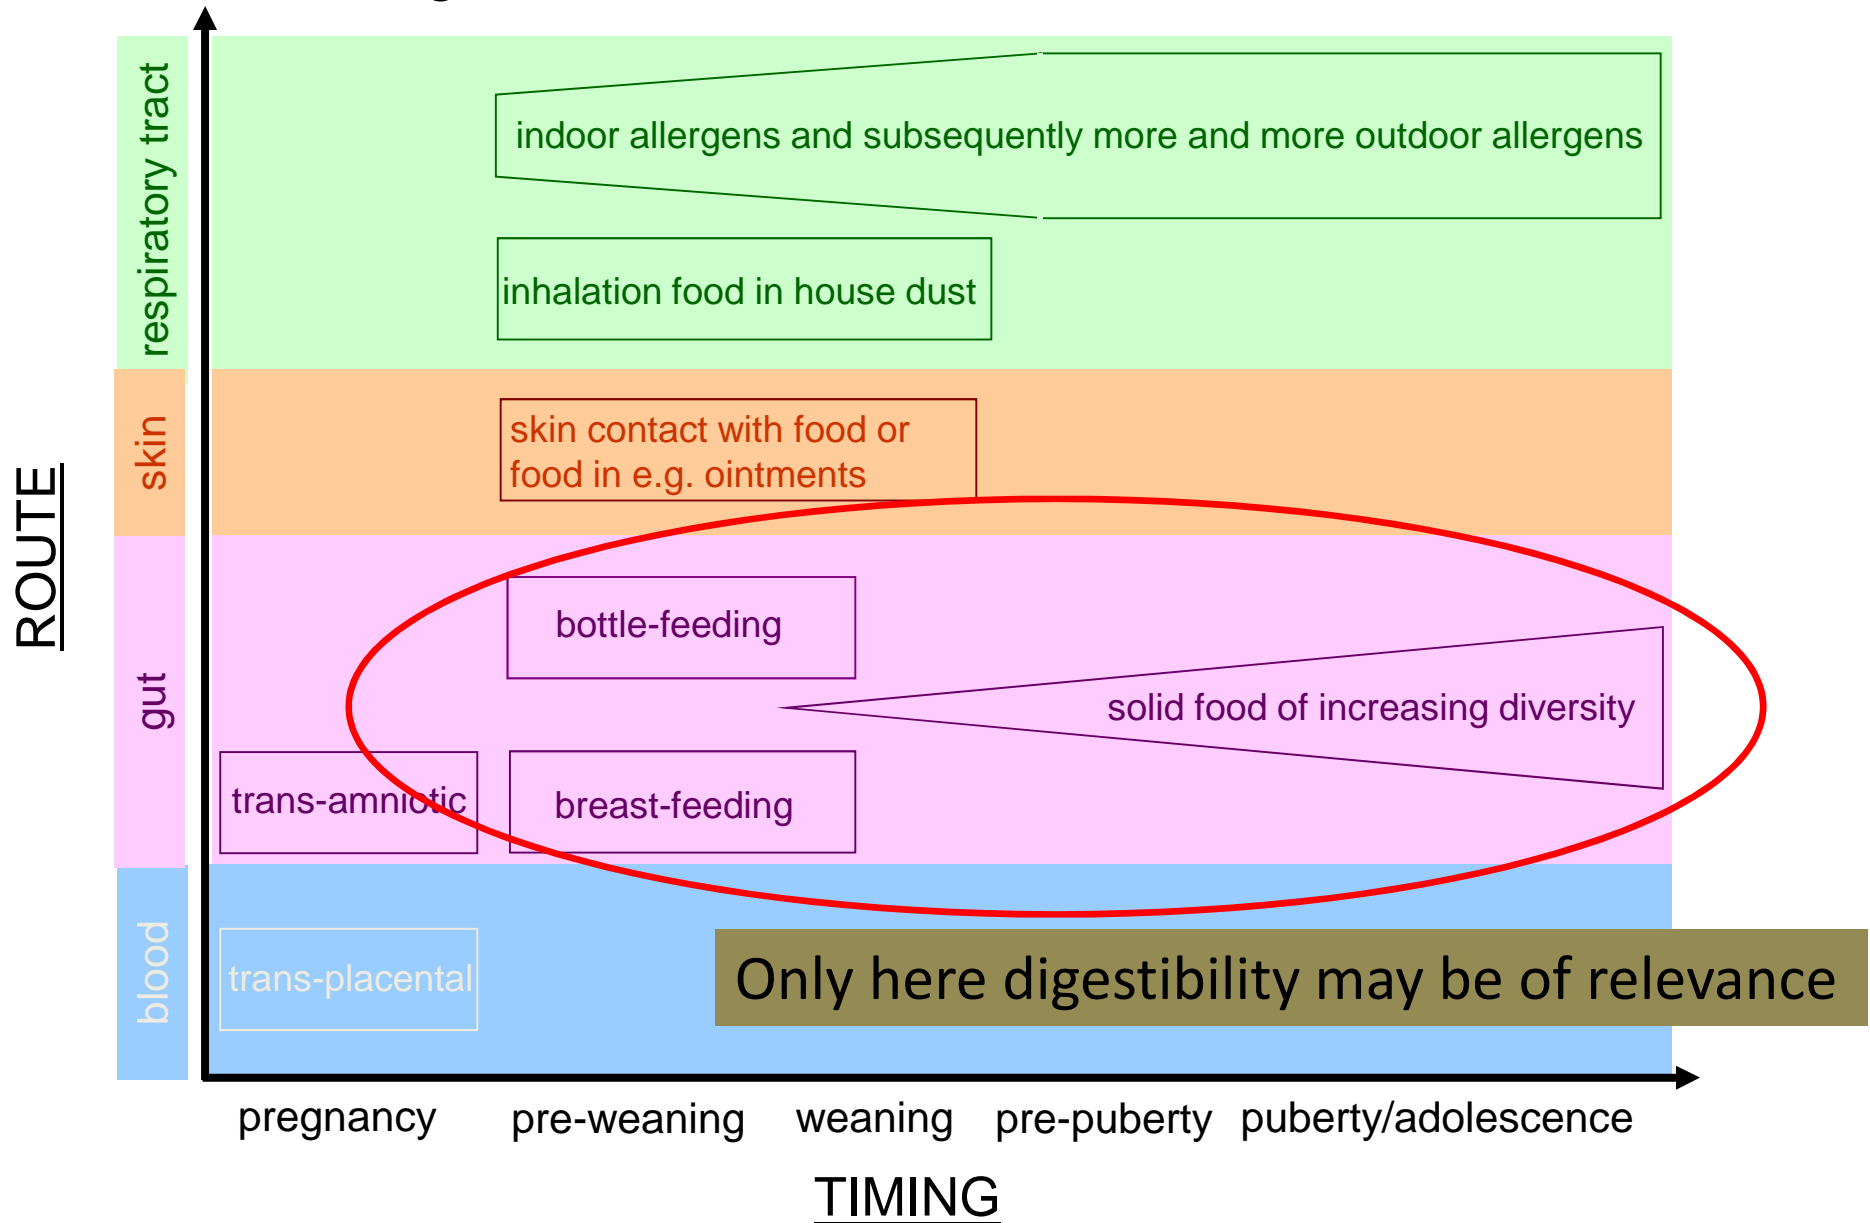 ROUTE
respiratory tract
indoor allergens and subsequently more and more outdoor allergens
inhalation food in house dust
skin
skin contact with food or
food in e.g. ointments
gut
bottle-feeding
solid food of increasing diversity
trans-amniotic
breast-feeding
blood
trans-placental
Only here digestibility may be of relevance
pregnancy
pre-weaning
weaning
pre-puberty
puberty/adolescence
TIMING